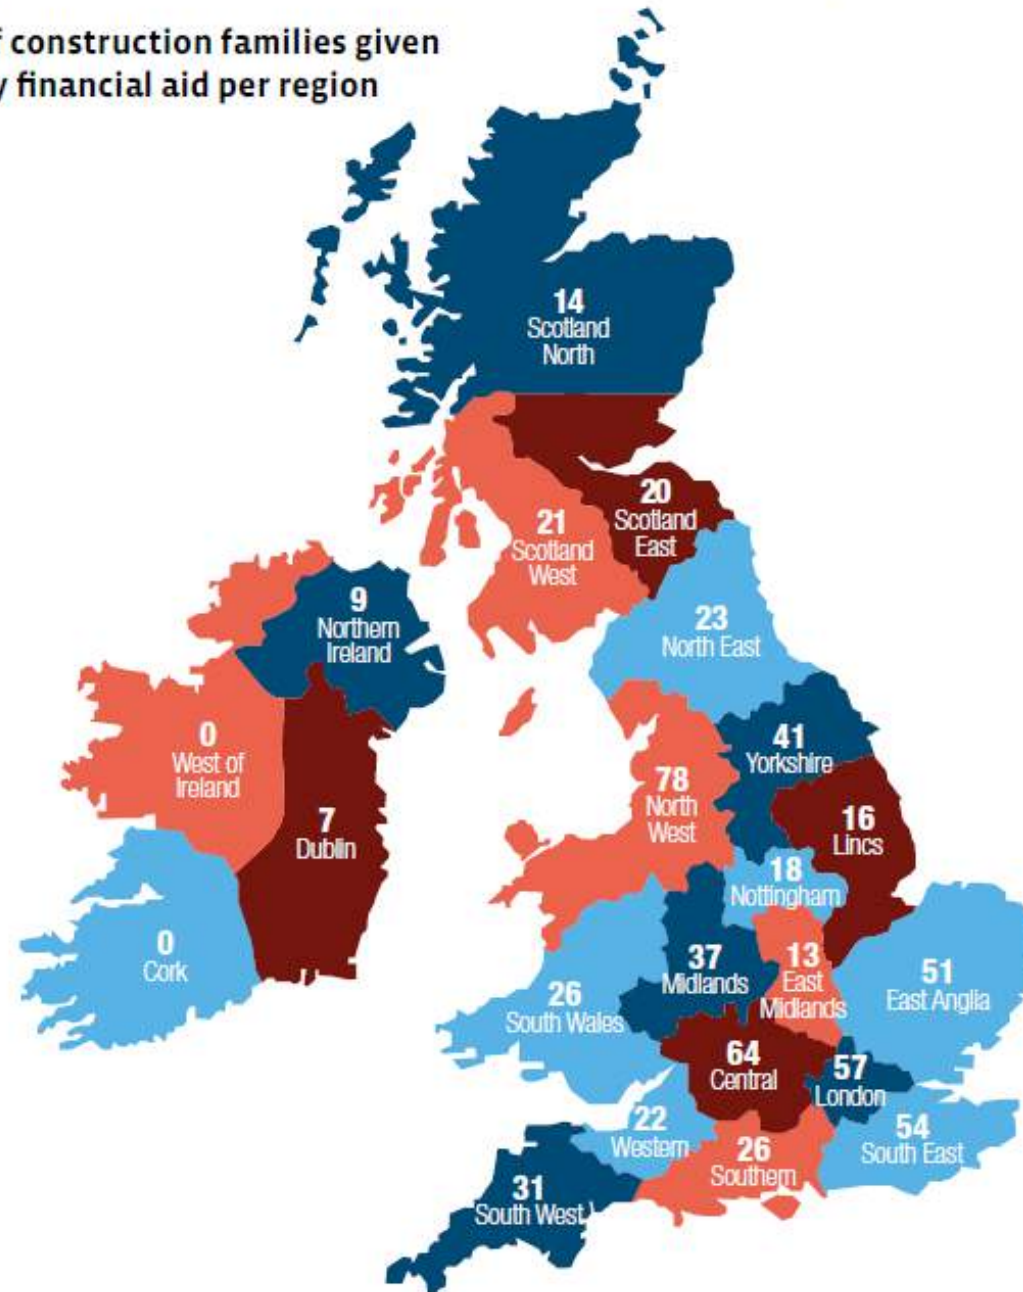 f construction families given
y financial aid per region
14
Scotland
North
20
Scotland
East
21
Scotland
West
9
Northern
Ireland
23
North East
0
West of
Ireland
41
Yorkshire
78
North
West
7
Dublin
16
Lincs
18
Nottingham
0
Cork
37
Midlands
13
East
Midlands
51
East Anglia
26
South Wales
64
Central
57
London
22
Western
54
South East
26
Southern
31
South West